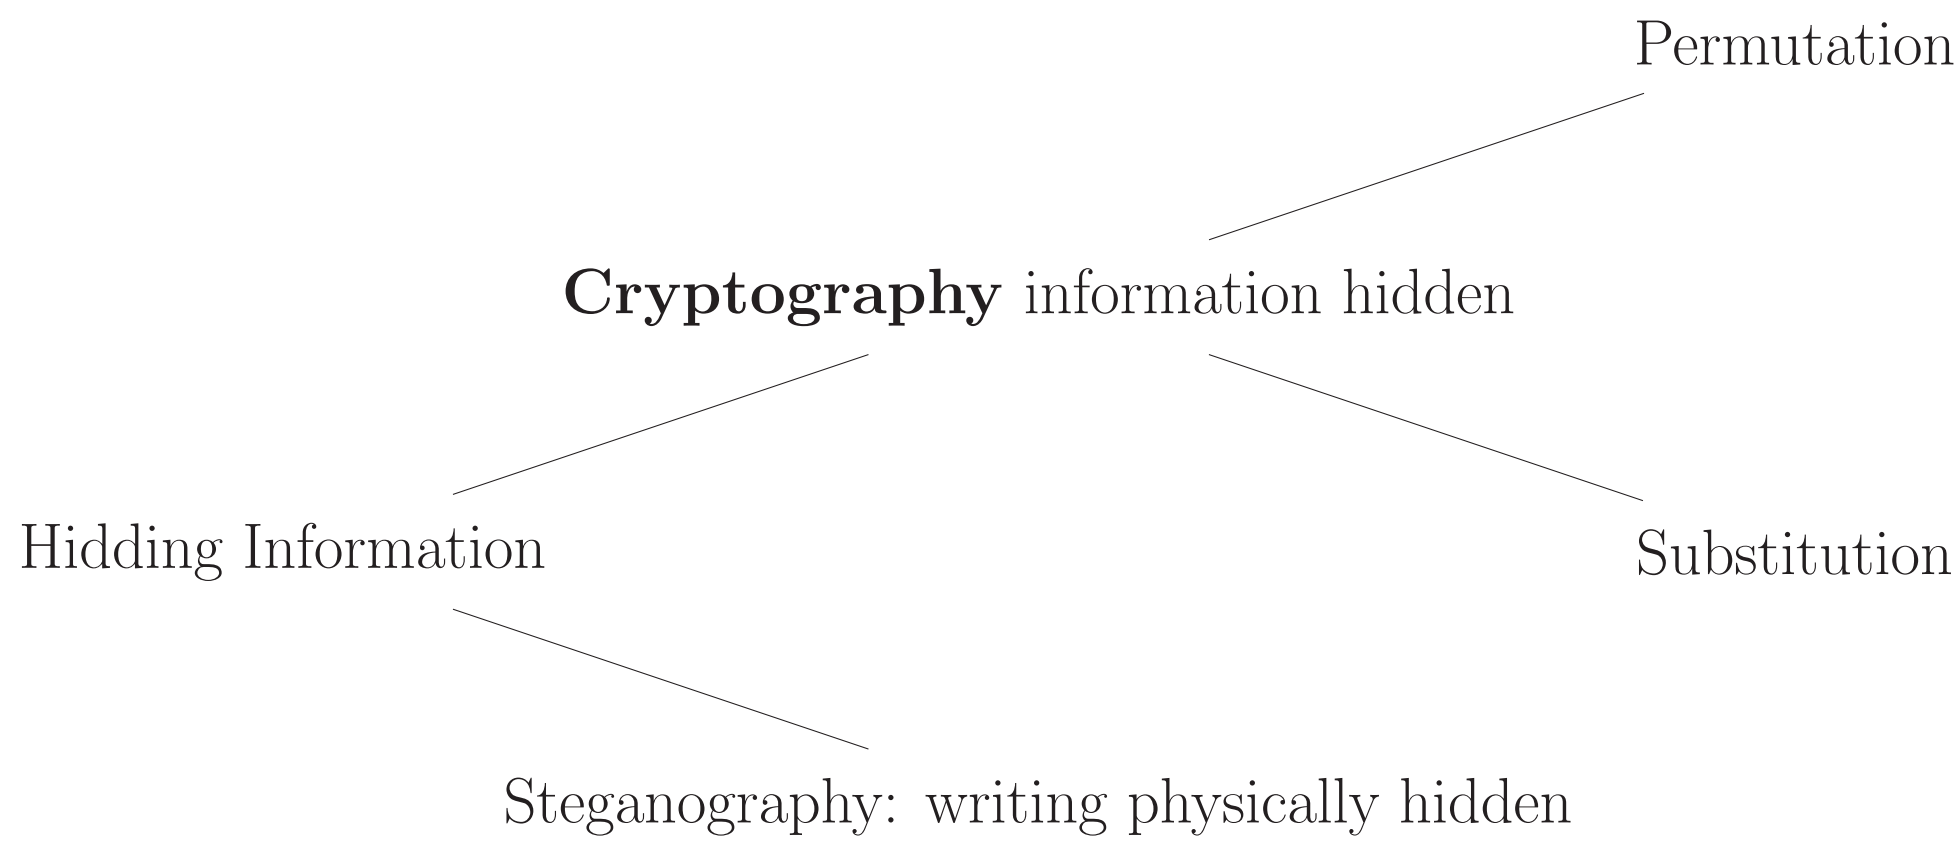 Permutation
Cryptography information hidden
Hidding Information
Substitution
Steganography: writing physically hidden